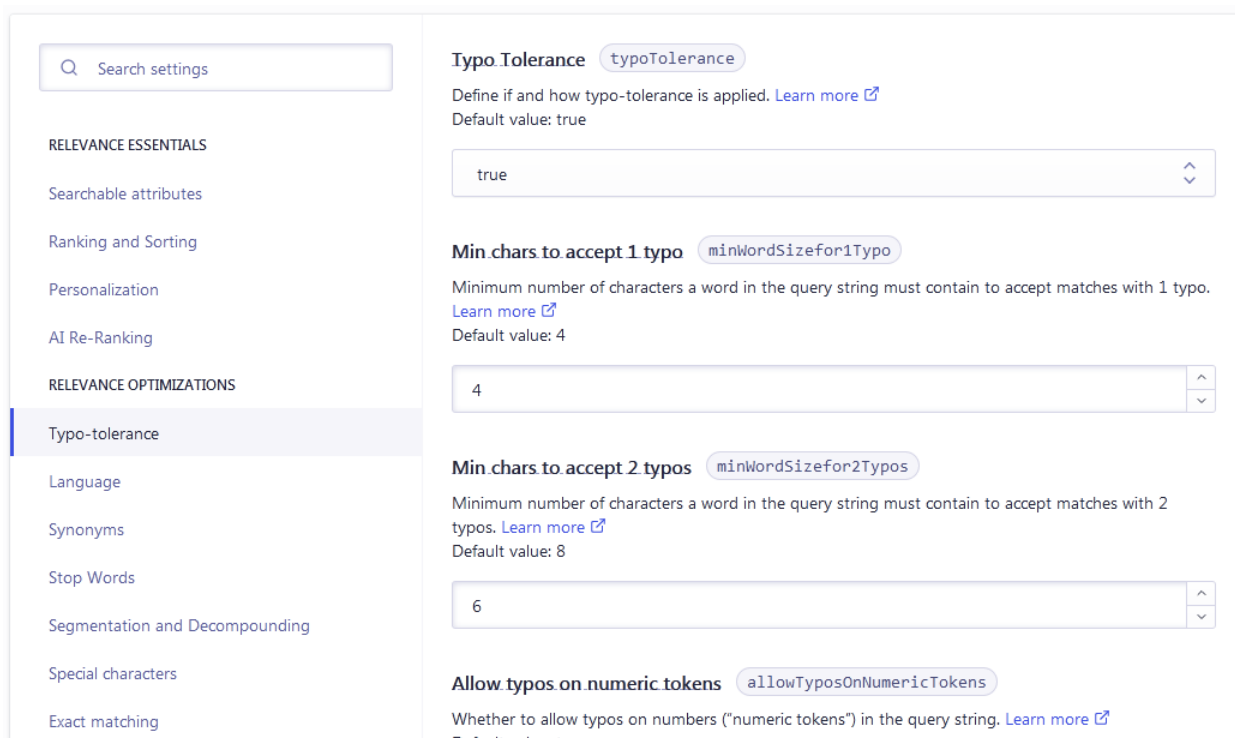 Search settings
RELEVANCE ESSENTIALS
Searchable attributes
Ranking and Sorting
Personalization
AI Re-Ranking
RELEVANCE OPTIMIZATIONS
Typo-tolerance
Language
Synonyms
Stop Words
Segmentation and Decompounding
Special characters
Exact matching
Typo Tolerance typoTolerance
Define if and how typo-tolerance is applied. Learn more
Default value: true
true
Min chars to accept 1 typo minWordSizefor1Typo
Minimum number of characters a word in the query string must contain to accept matches with 1 typo.
Learn more
Default value: 4
4
Min chars to accept 2 typos minWordSizefor2Typos
Minimum number of characters a word in the query string must contain to accept matches with 2
typos. Learn more
Default value: 8
6
Allow typos on numeric tokens allowTyposOnNumericTokens
Whether to allow typos on numbers (“numeric tokens”) in the query string. Learn more